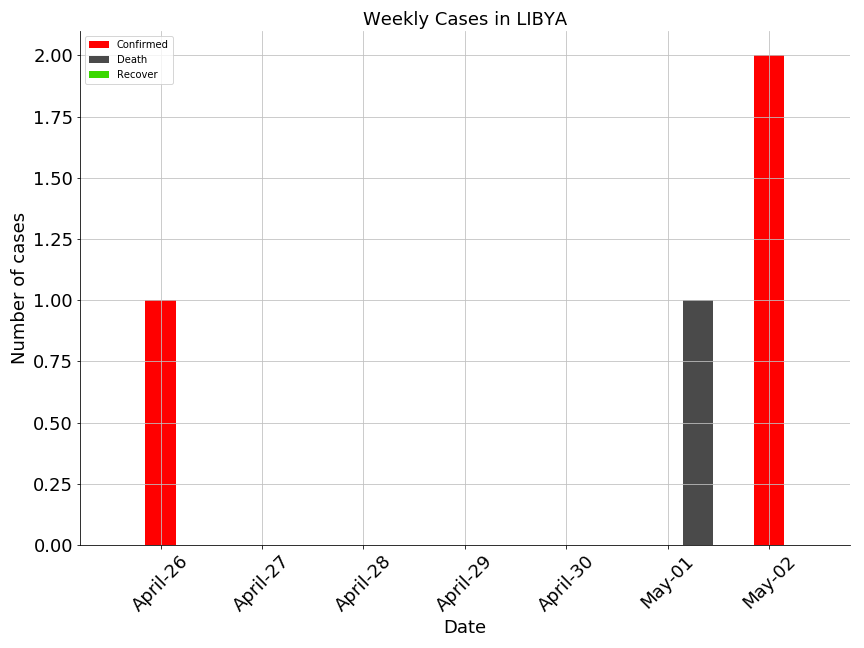 Weekly Cases in LIBYA
Confirmed
Death
Recover
2.00
1.75
1.50
1.25
1.00
0.75
0.50
0.25
0.00
Number of cases
April-26
April-27
April-28
April-29
April-30
May-01
May-02
Date